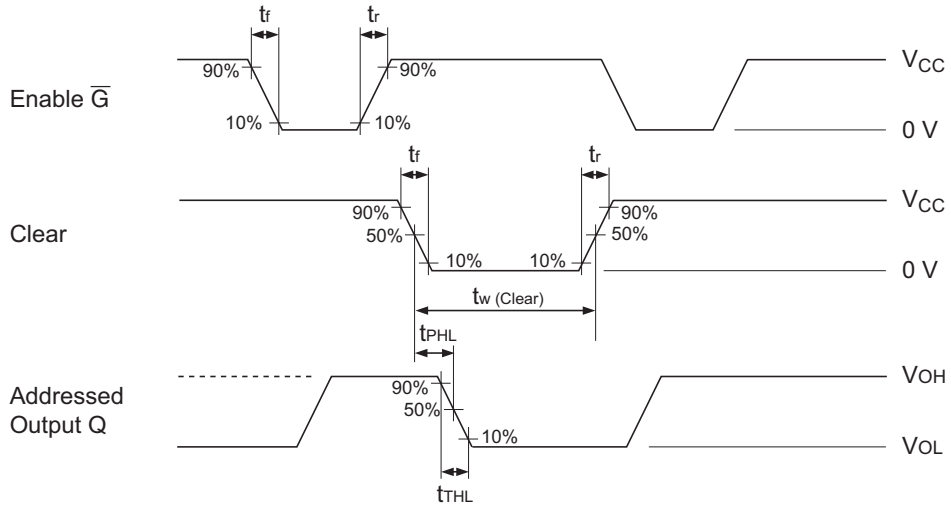 tf
tr
90%
90%
VCC
Enable G̅
10%
10%
0 V
tf
tr
VCC
90%
90%
Clear
50%
50%
10%
10%
0 V
tw (Clear)
tPHL
VOH
90%
Addressed
Output Q
50%
10%
VOL
tTHL